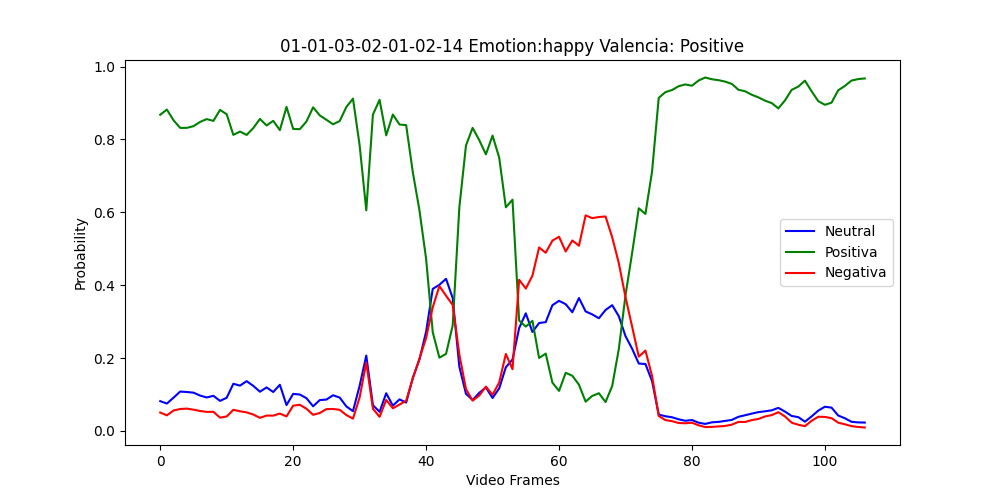 01-01-03-02-01-02-14 Emotion:happy Valencia: Positive
1.0
0.8
0.6
0.4
0.2
0.0
Probability
Neutral
Positiva
Negativa
0 20 40 60 80 100
Video Frames